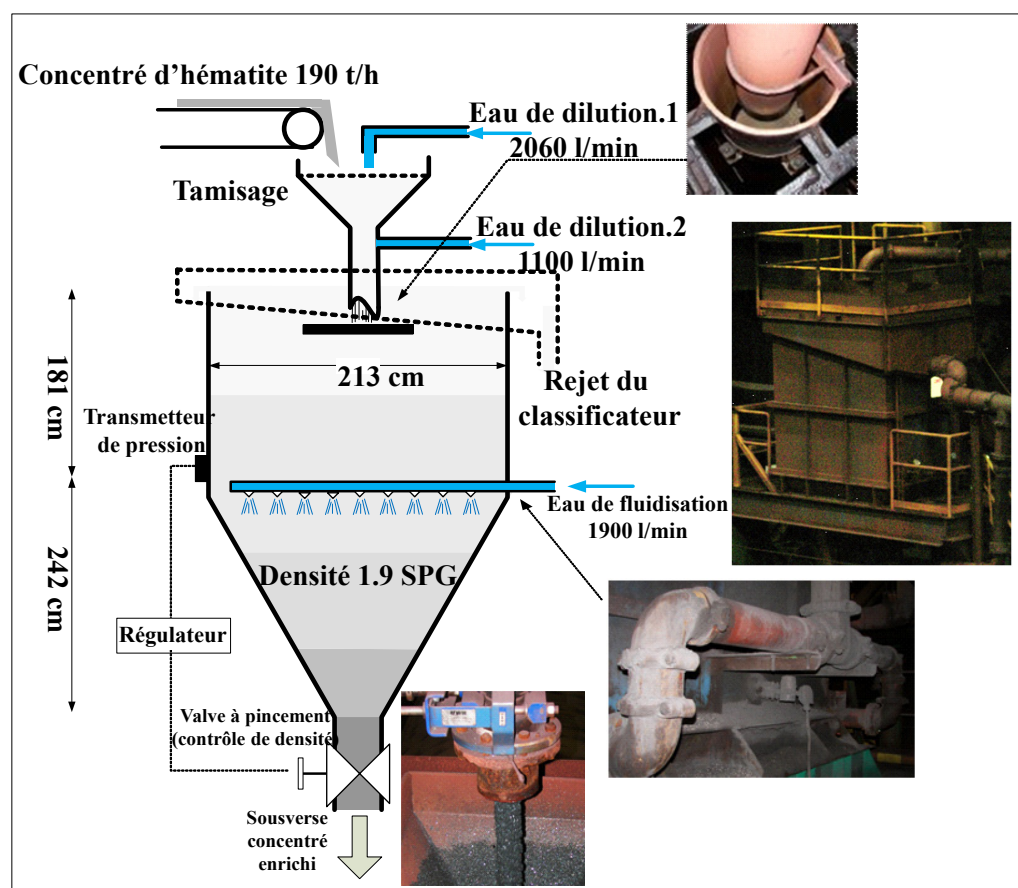 Concentré d'hématite 190 t/h
Eau de dilution.1
2060 l/min
Tamisage
Eau de dilution.2
1100 l/min
181 cm
213 cm
Rejet du
classificateur
Transmetteur
de pression
Eau de fluidisation
1900 l/min
242 cm
Densité 1.9 SPG
Régulateur
Valve à pincement
(contrôle de densité)
Sousverse
concentré
enrichi